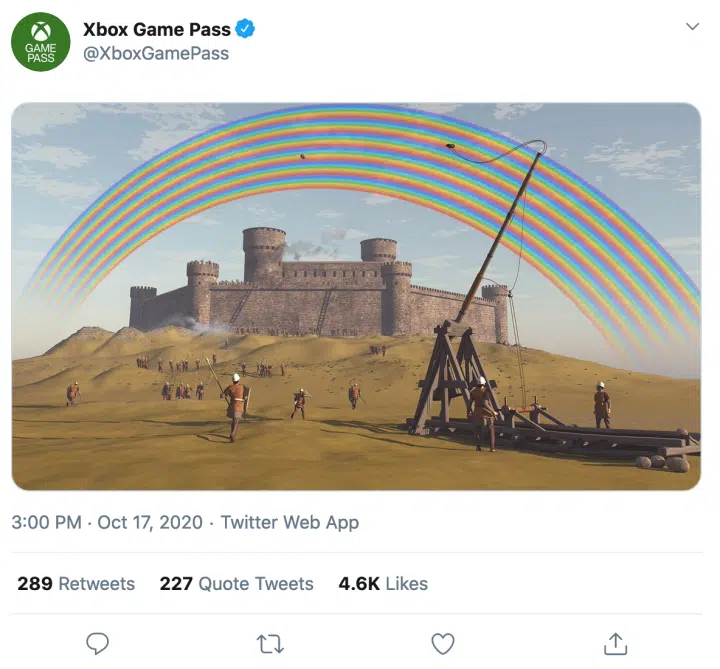 Xbox Game Pass
@XboxGamePass
GAME
PASS
3:00 PM · Oct 17, 2020 · Twitter Web App
289 Retweets 227 Quote Tweets 4.6K Likes